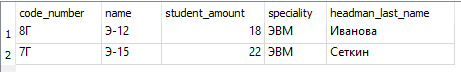 code_number name student_amount speciality headman_last_name
1 8Г Э-12 18 ЭВМ Иванова
2 7Г Э-15 22 ЭВМ Сеткин